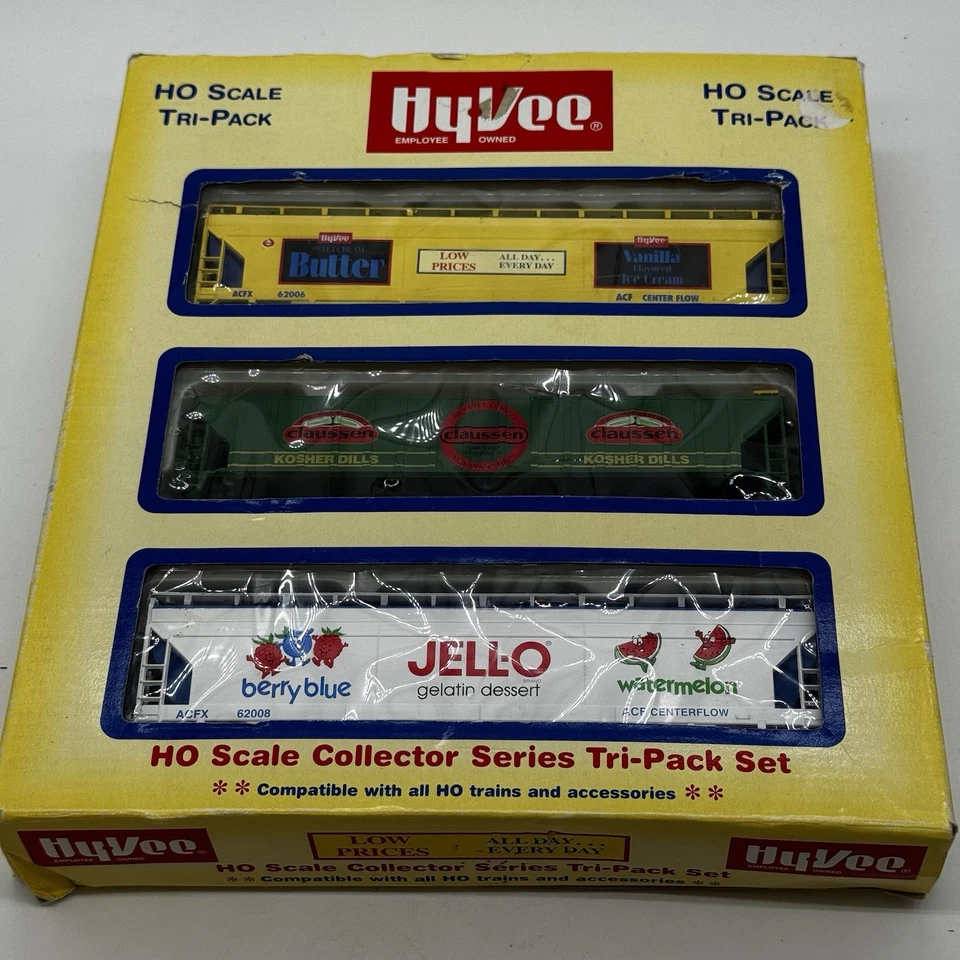 HO SCALE
TRI-PACK
HyVee®
EMPLOYEE OWNED
HO SCALE
TRI-PACK
HyVee
Butter
LOW PRICES
ALL DAY...
EVERY DAY
HyVee
Vanilla
Flavored
Ice Cream
ACFX 62006
ACF CENTER FLOW
claussen
KOSHER DILLS
claussen
claussen
KOSHER DILLS
berry blue
JELL-O®
BRAND
gelatin dessert
watermelon
ACFX 62008
ACF CENTERFLOW
HO Scale Collector Series Tri-Pack Set
** Compatible with all HO trains and accessories **
HyVee®
EMPLOYEE OWNED
LOW PRICES
ALL DAY...
EVERY DAY
HyVee®
EMPLOYEE OWNED
HO Scale Collector Series Tri-Pack Set
** Compatible with all HO trains and accessories **